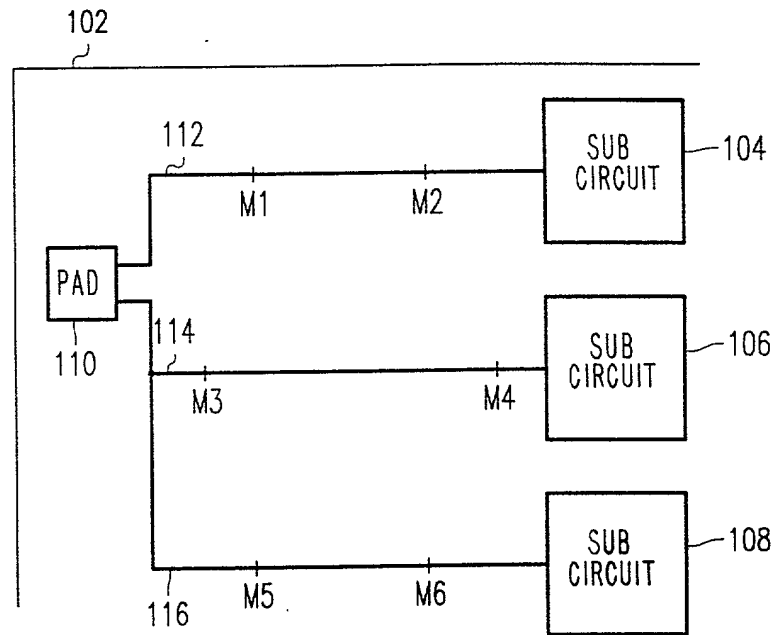 102
112
M1
M2
SUB
CIRCUIT
104
PAD
110
114
M3
M4
SUB
CIRCUIT
106
116
M5
M6
SUB
CIRCUIT
108